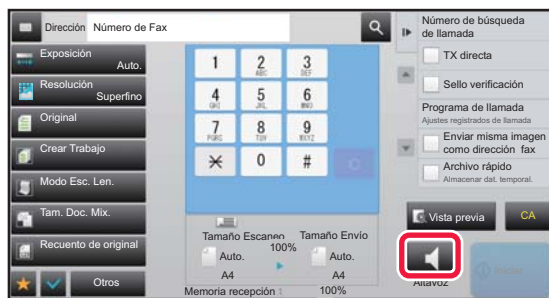 Dirección Número de Fax
Exposición
Auto.
Resolución
Superfino
Original
Crear Trabajo
Modo Esc. Len.
Tam. Doc. Mix.
Recuento de original
Otros
1
2
ABC
3
DEF
4
GHI
5
JKL
6
MNO
7
PQRS
8
TUV
9
WXYZ
0
#
Tamaño Escaneo
100%
Tamaño Envío
Auto.
A4
Auto.
A4
Memoria recepción : 100%
Número de búsqueda
de llamada
TX directa
Sello verificación
Programa de llamada
Ajustes registrados de llamada
Enviar misma imagen
como dirección fax
Archivo rápido
Almacenar dat. temporal.
Vista previa
CA
Altavoz
Iniciar